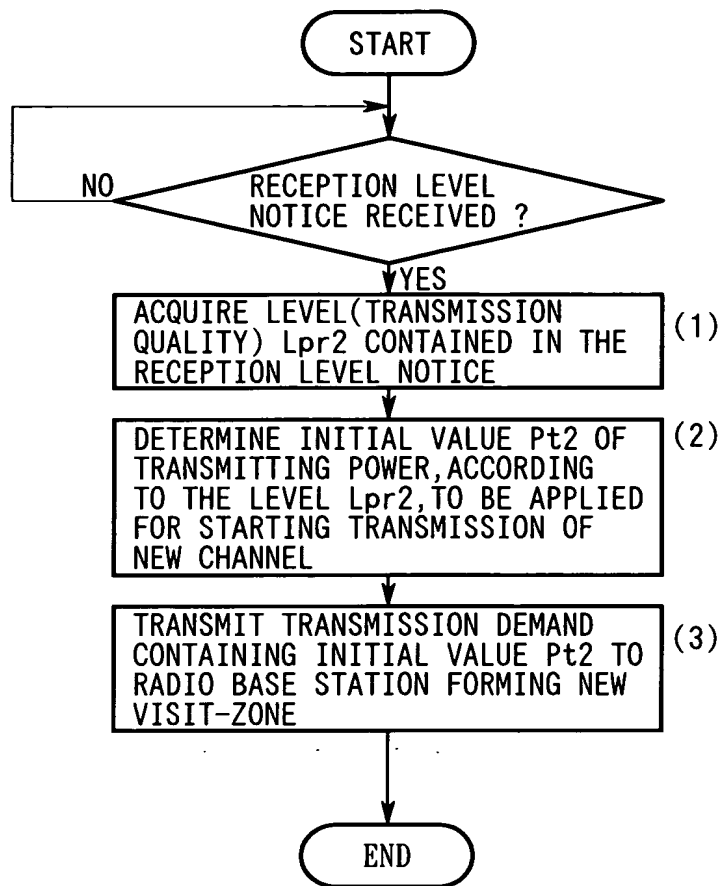 START
RECEPTION LEVEL
NOTICE RECEIVED ?
NO
YES
ACQUIRE LEVEL(TRANSMISSION
QUALITY) Lpr2 CONTAINED IN THE
RECEPTION LEVEL NOTICE
(1)
DETERMINE INITIAL VALUE Pt2 OF
TRANSMITTING POWER,ACCORDING
TO THE LEVEL Lpr2,TO BE APPLIED
FOR STARTING TRANSMISSION OF
NEW CHANNEL
(2)
TRANSMIT TRANSMISSION DEMAND
CONTAINING INITIAL VALUE Pt2 TO
RADIO BASE STATION FORMING NEW
VISIT-ZONE
(3)
END